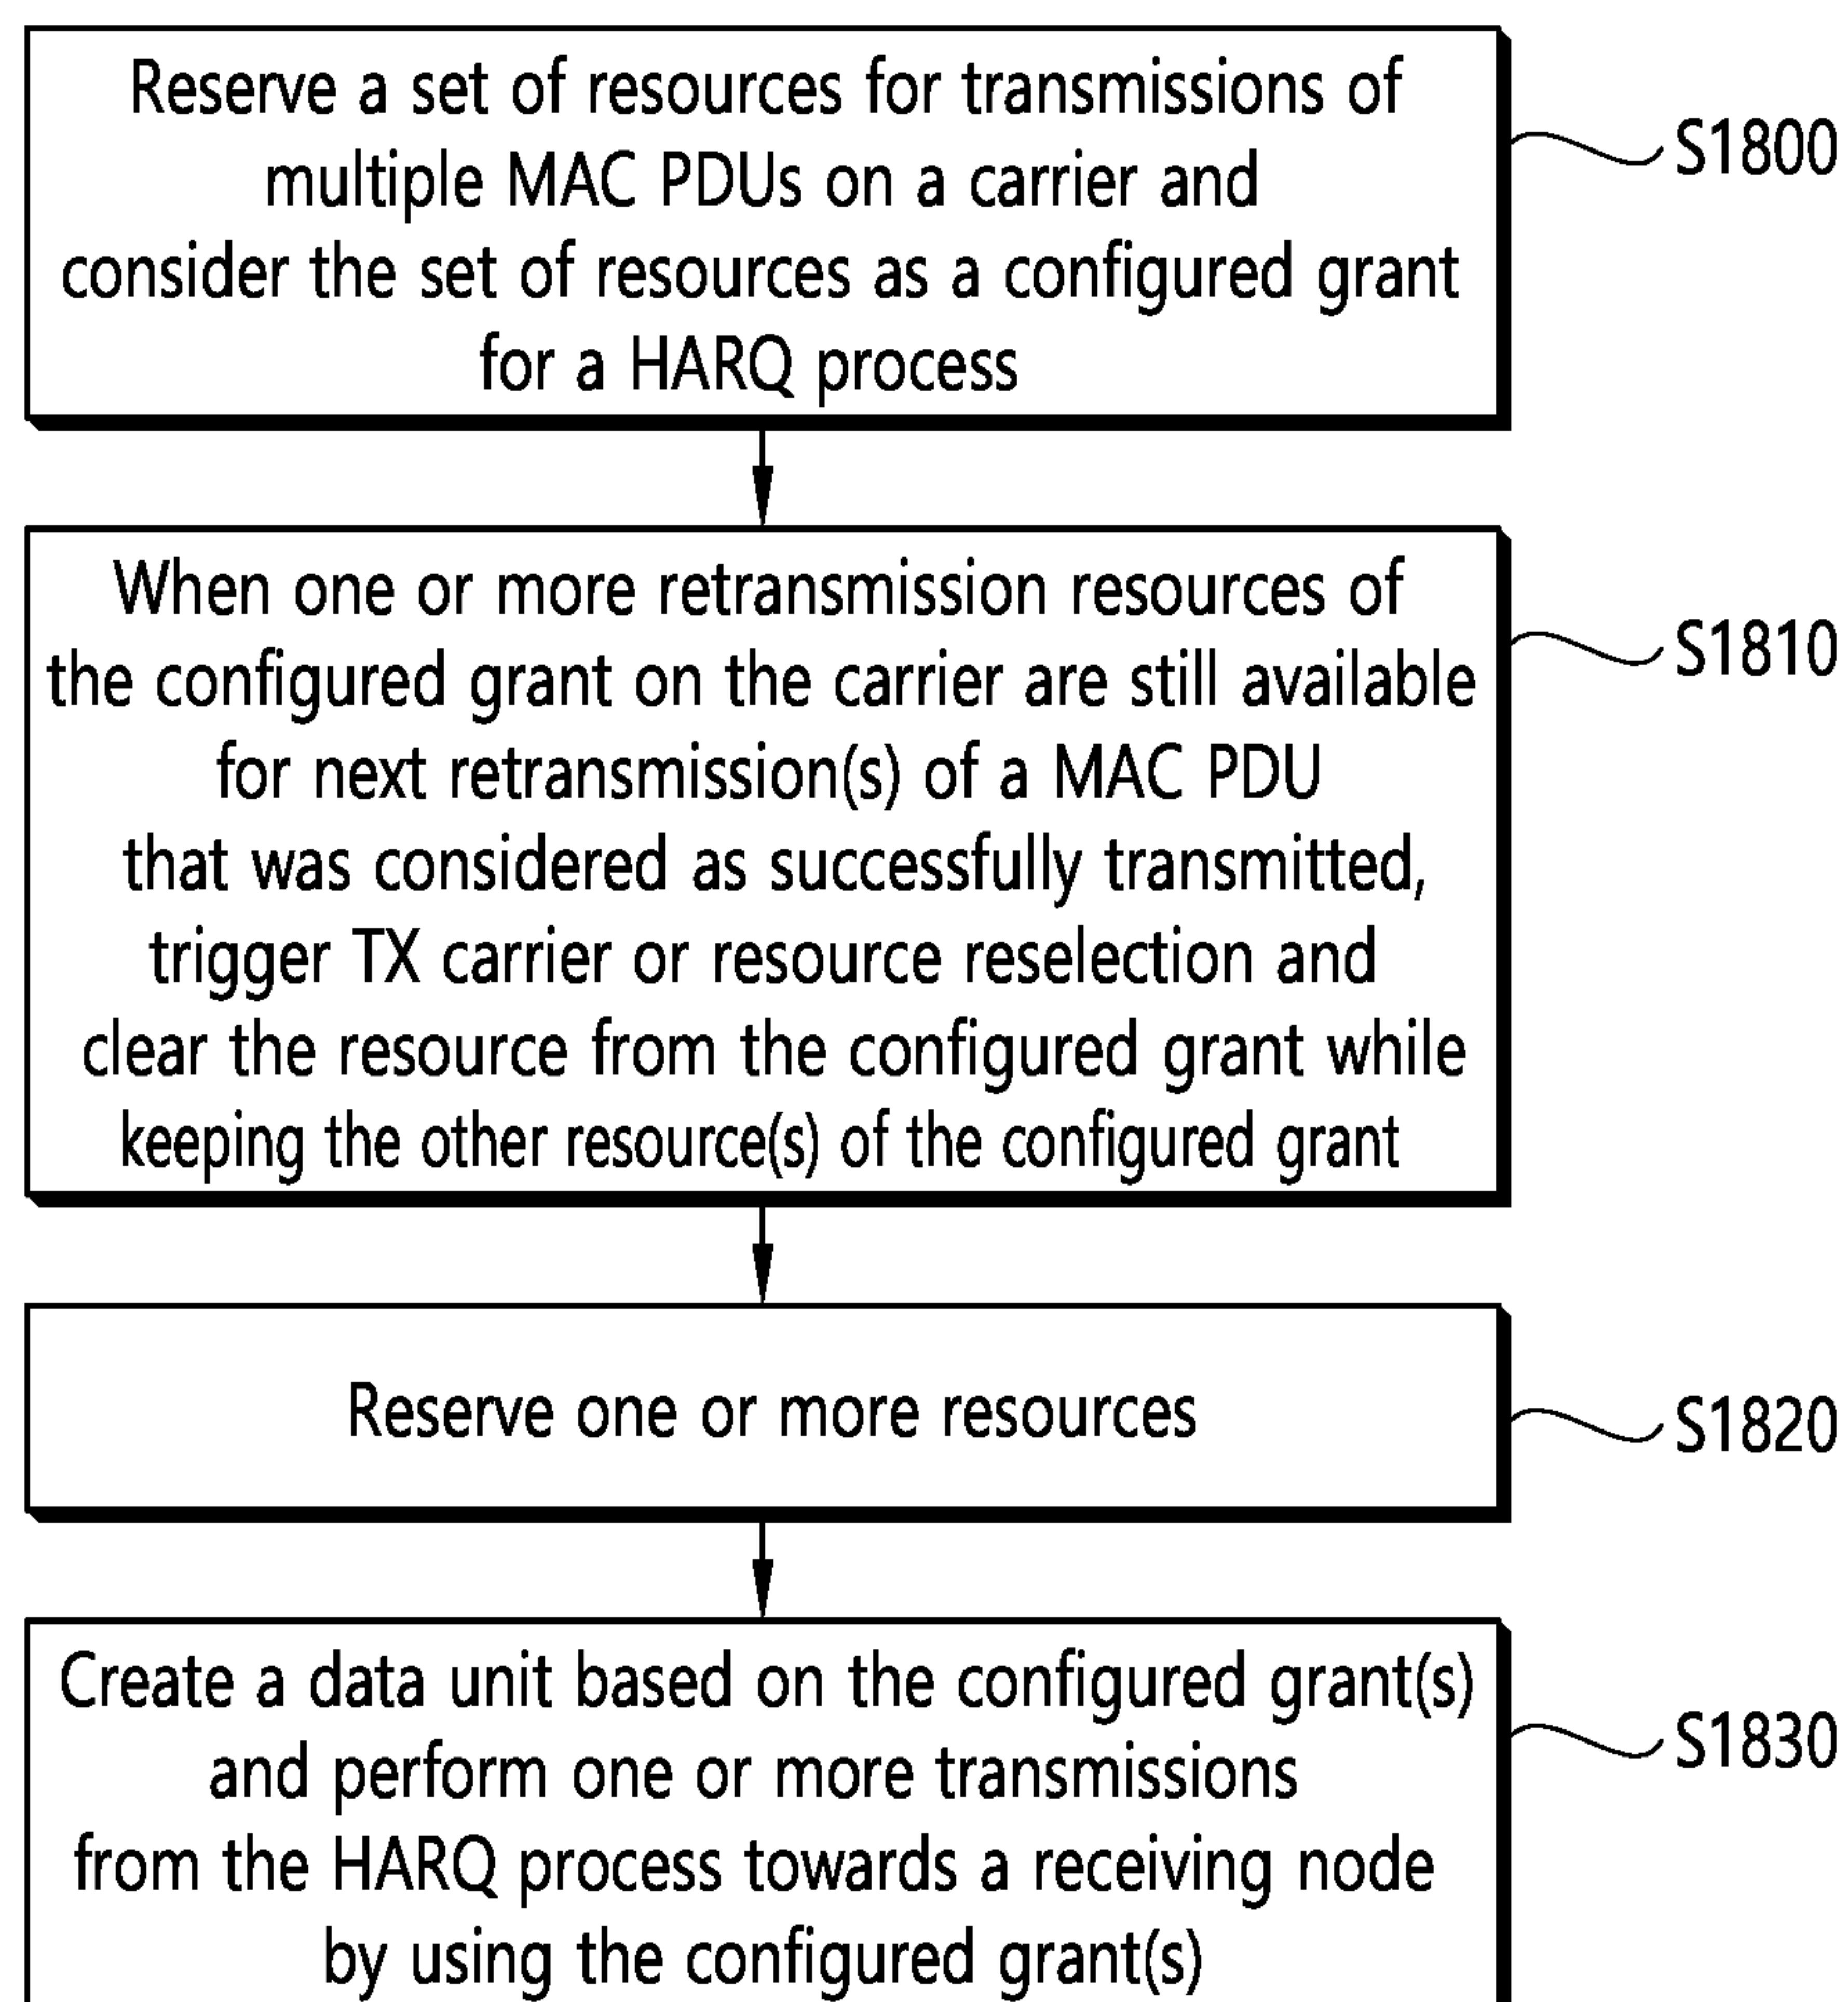 Reserve a set of resources for transmissions of
multiple MAC PDUs on a carrier and
consider the set of resources as a configured grant
for a HARQ process
S1800
When one or more retransmission resources of
the configured grant on the carrier are still available
for next retransmission(s) of a MAC PDU
that was considered as successfully transmitted,
trigger TX carrier or resource reselection and
clear the resource from the configured grant while
keeping the other resource(s) of the configured grant
S1810
Reserve one or more resources
S1820
Create a data unit based on the configured grant(s)
and perform one or more transmissions
from the HARQ process towards a receiving node
by using the configured grant(s)
S1830